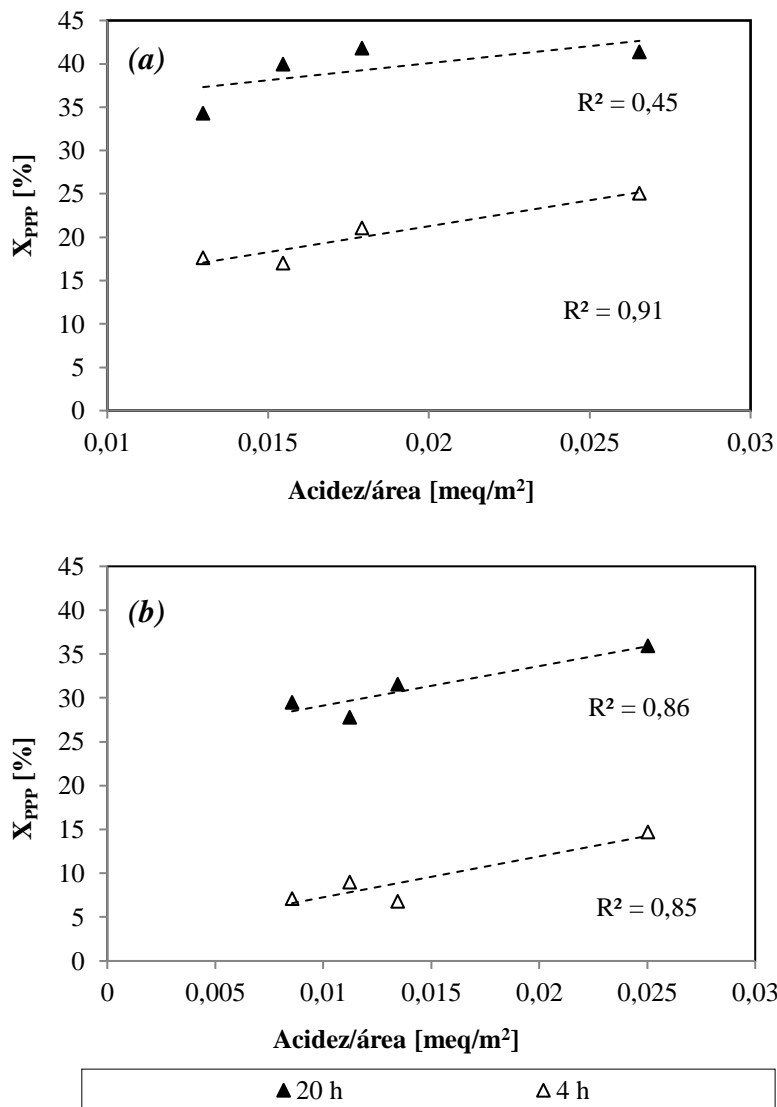 45
40
35
30
25
20
15
10
5
0
X_PPP [%]
(a)
R² = 0,45
R² = 0,91
0,01 0,015 0,02 0,025 0,03
Acidez/área [meq/m²]
45
40
35
30
25
20
15
10
5
0
X_PPP [%]
(b)
R² = 0,86
R² = 0,85
0 0,005 0,01 0,015 0,02 0,025 0,03
Acidez/área [meq/m²]
20 h 4 h